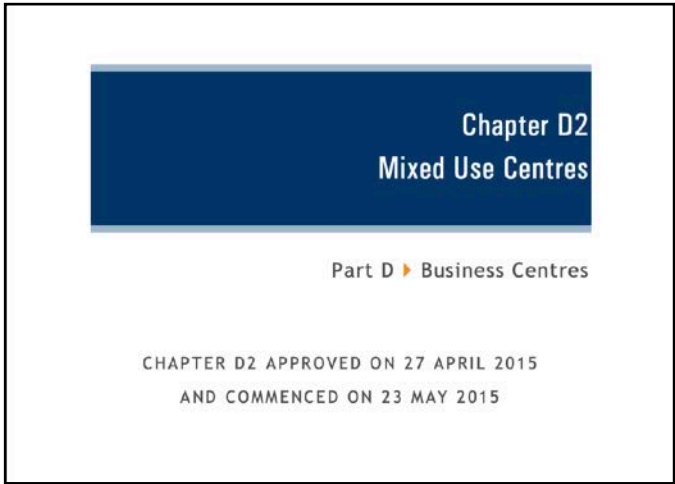 Chapter D2
Mixed Use Centres
Part D ▸ Business Centres
CHAPTER D2 APPROVED ON 27 APRIL 2015
AND COMMENCED ON 23 MAY 2015